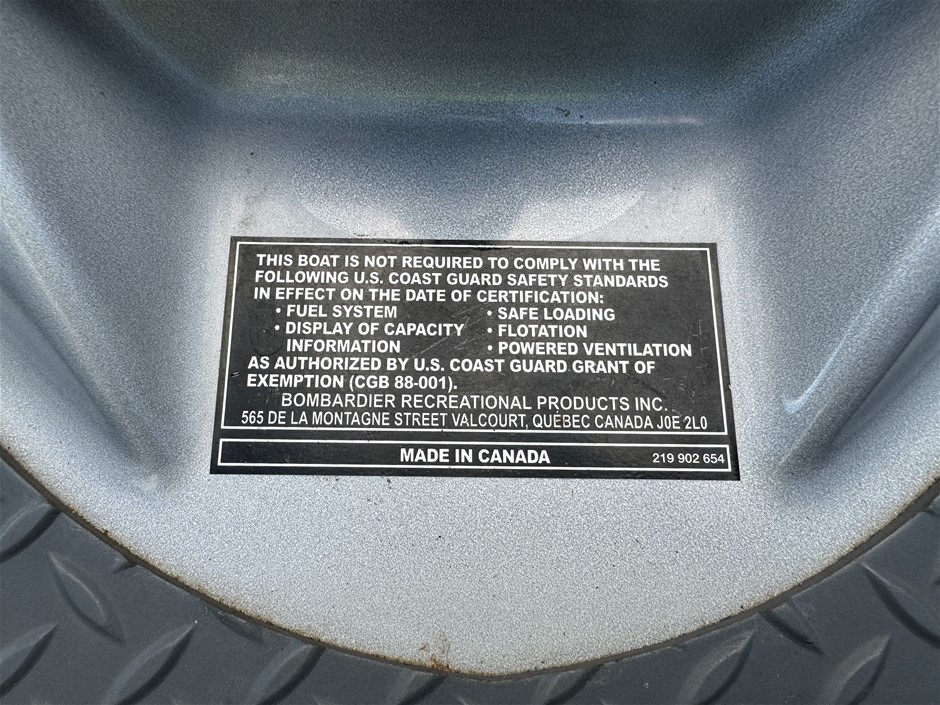 THIS BOAT IS NOT REQUIRED TO COMPLY WITH THE
FOLLOWING U.S. COAST GUARD SAFETY STANDARDS
IN EFFECT ON THE DATE OF CERTIFICATION:
• FUEL SYSTEM • SAFE LOADING
• DISPLAY OF CAPACITY • FLOTATION
INFORMATION • POWERED VENTILATION
AS AUTHORIZED BY U.S. COAST GUARD GRANT OF
EXEMPTION (CGB 88-001).
BOMBARDIER RECREATIONAL PRODUCTS INC.
565 DE LA MONTAGNE STREET VALCOURT, QUÉBEC CANADA J0E 2L0
MADE IN CANADA 219 902 654